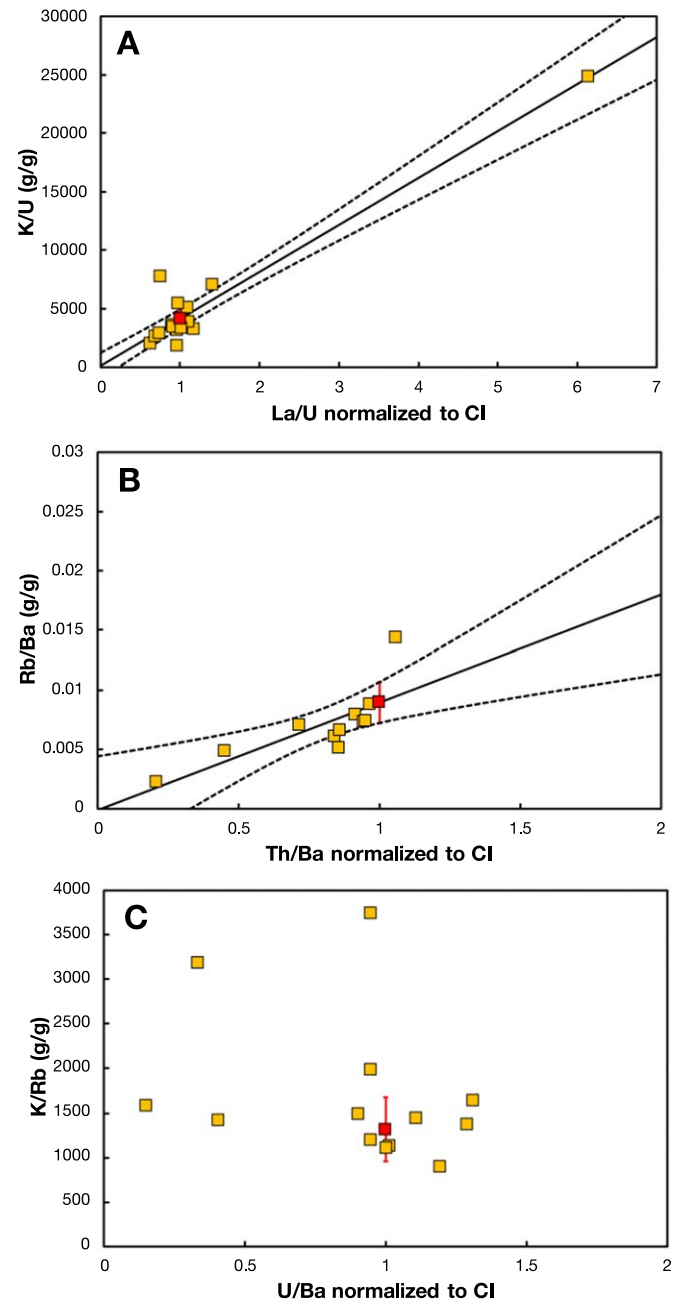 A
30000
25000
20000
15000
10000
5000
0
K/U (g/g)
0 1 2 3 4 5 6 7
La/U normalized to CI
B
0.03
0.025
0.02
0.015
0.01
0.005
0
Rb/Ba (g/g)
0 0.5 1 1.5 2
Th/Ba normalized to CI
C
4000
3500
3000
2500
2000
1500
1000
500
0
K/Rb (g/g)
0 0.5 1 1.5 2
U/Ba normalized to CI